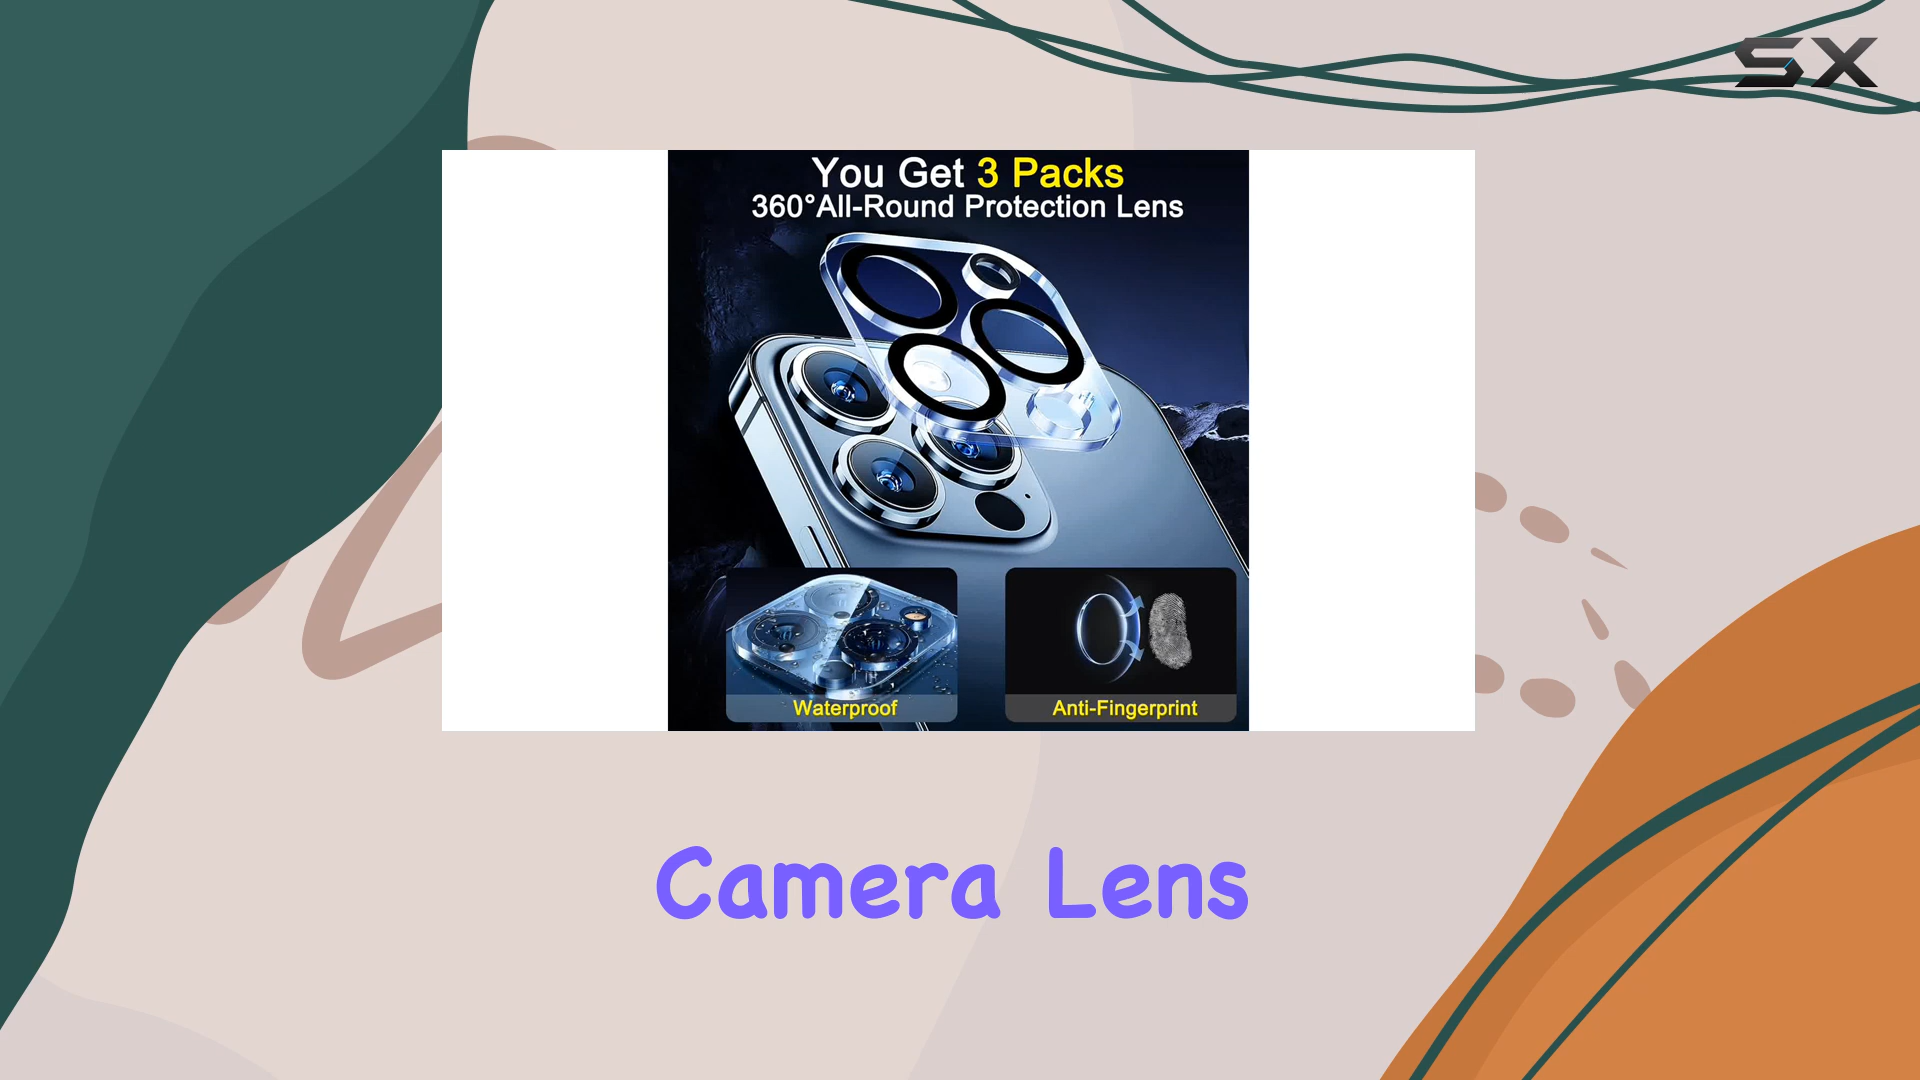 SX
You Get 3 Packs
360°All-Round Protection Lens
Waterproof
Anti-Fingerprint
Camera Lens